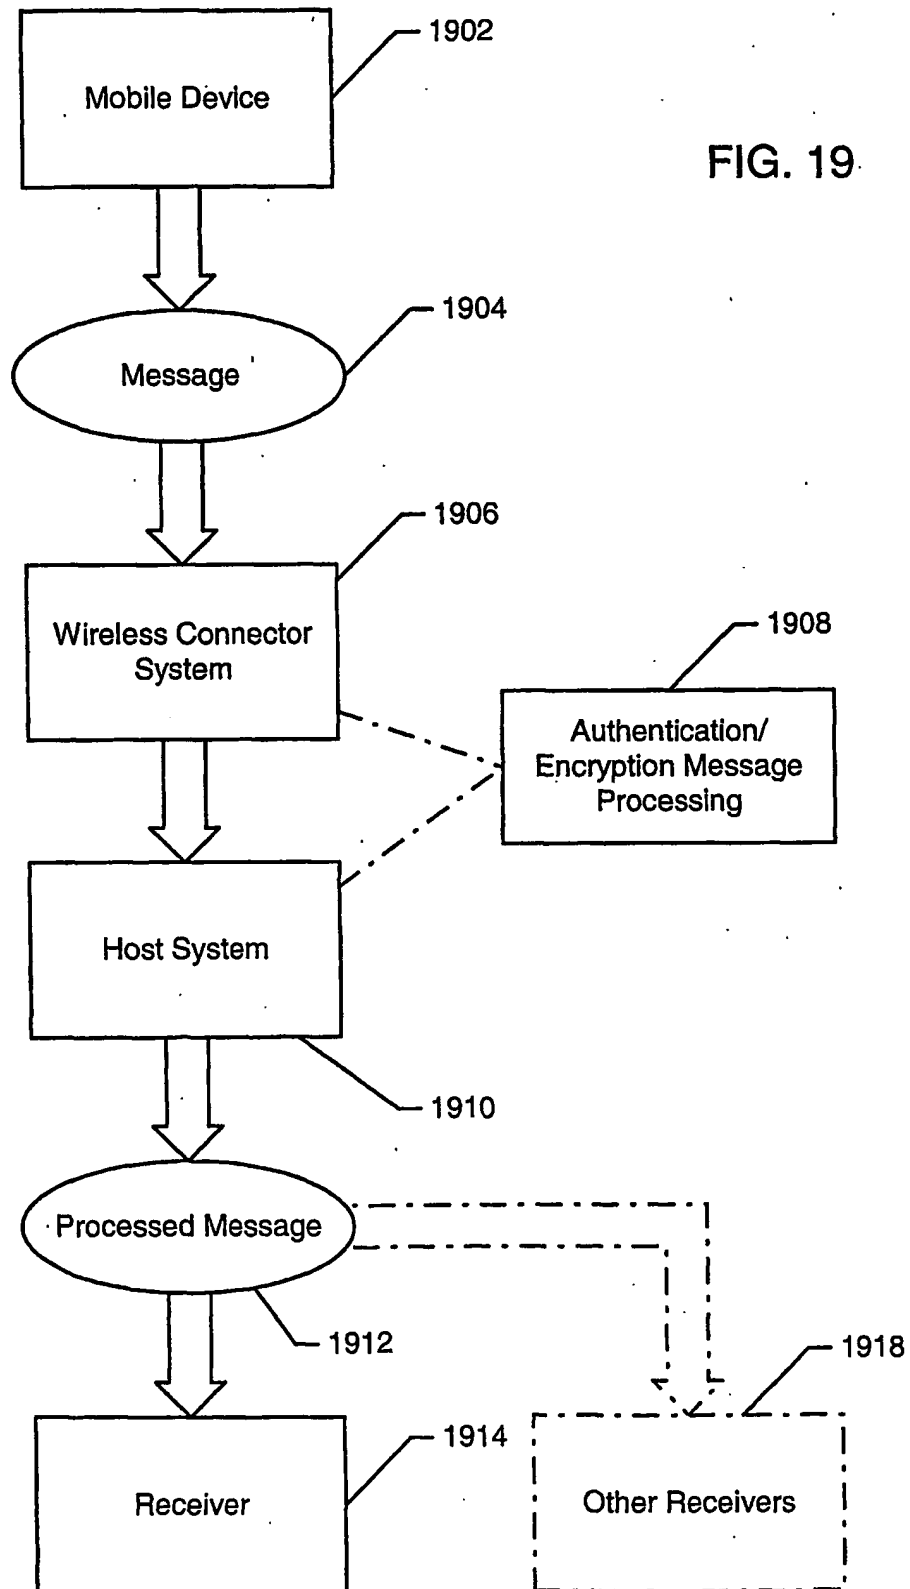 1902
Mobile Device
FIG. 19
1904
Message
1906
Wireless Connector
System
1908
Authentication/
Encryption Message
Processing
Host System
1910
Processed Message
1912
1918
1914
Receiver
Other Receivers